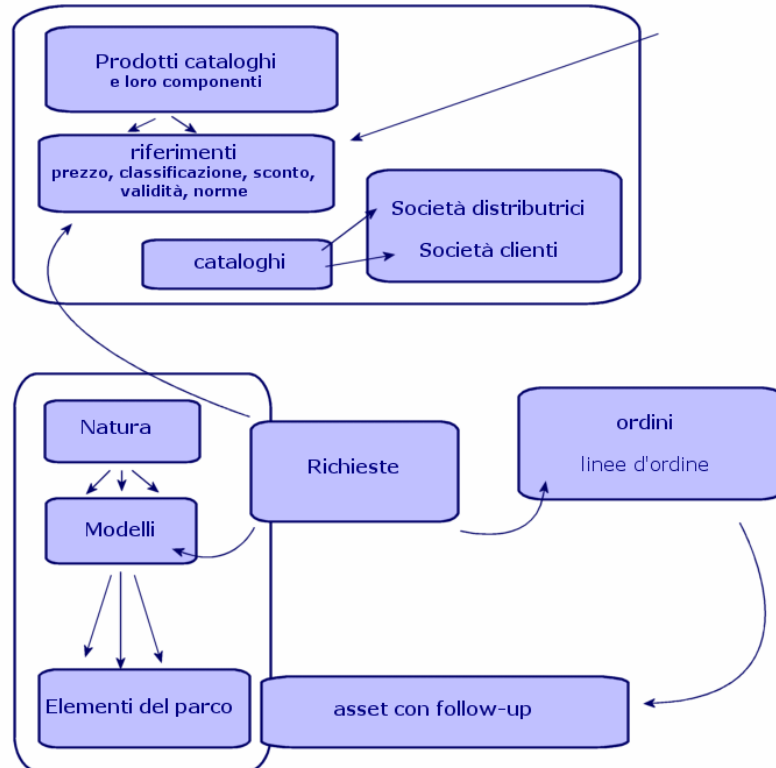 Prodotti cataloghi
e loro componenti
riferimenti
prezzo, classificazione, sconto,
validità, norme
Società distributrici
Società clienti
cataloghi
Natura
Richieste
ordini
linee d'ordine
Modelli
Elementi del parco
asset con follow-up